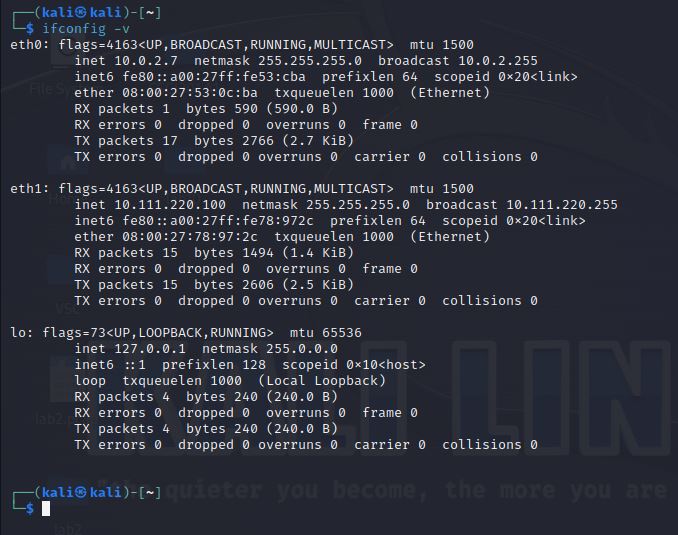 ┌──(kali㉿kali)-[~]
└─$ ifconfig -v
eth0: flags=4163<UP,BROADCAST,RUNNING,MULTICAST>  mtu 1500
        inet 10.0.2.7  netmask 255.255.255.0  broadcast 10.0.2.255
        inet6 fe80::a00:27ff:fe53:cba  prefixlen 64  scopeid 0×20<link>
        ether 08:00:27:53:0c:ba  txqueuelen 1000  (Ethernet)
        RX packets 1  bytes 590 (590.0 B)
        RX errors 0  dropped 0  overruns 0  frame 0
        TX packets 17  bytes 2766 (2.7 KiB)
        TX errors 0  dropped 0 overruns 0  carrier 0  collisions 0

eth1: flags=4163<UP,BROADCAST,RUNNING,MULTICAST>  mtu 1500
        inet 10.111.220.100  netmask 255.255.255.0  broadcast 10.111.220.255
        inet6 fe80::a00:27ff:fe78:972c  prefixlen 64  scopeid 0×20<link>
        ether 08:00:27:78:97:2c  txqueuelen 1000  (Ethernet)
        RX packets 15  bytes 1494 (1.4 KiB)
        RX errors 0  dropped 0  overruns 0  frame 0
        TX packets 15  bytes 2606 (2.5 KiB)
        TX errors 0  dropped 0 overruns 0  carrier 0  collisions 0

lo: flags=73<UP,LOOPBACK,RUNNING>  mtu 65536
        inet 127.0.0.1  netmask 255.0.0.0
        inet6 ::1  prefixlen 128  scopeid 0×10<host>
        loop  txqueuelen 1000  (Local Loopback)
        RX packets 4  bytes 240 (240.0 B)
        RX errors 0  dropped 0  overruns 0  frame 0
        TX packets 4  bytes 240 (240.0 B)
        TX errors 0  dropped 0 overruns 0  carrier 0  collisions 0

┌──(kali㉿kali)-[~]
└─$
File Sys
VSC
lab2.p
KALI LIN
quieter you become, the more you are
lab2